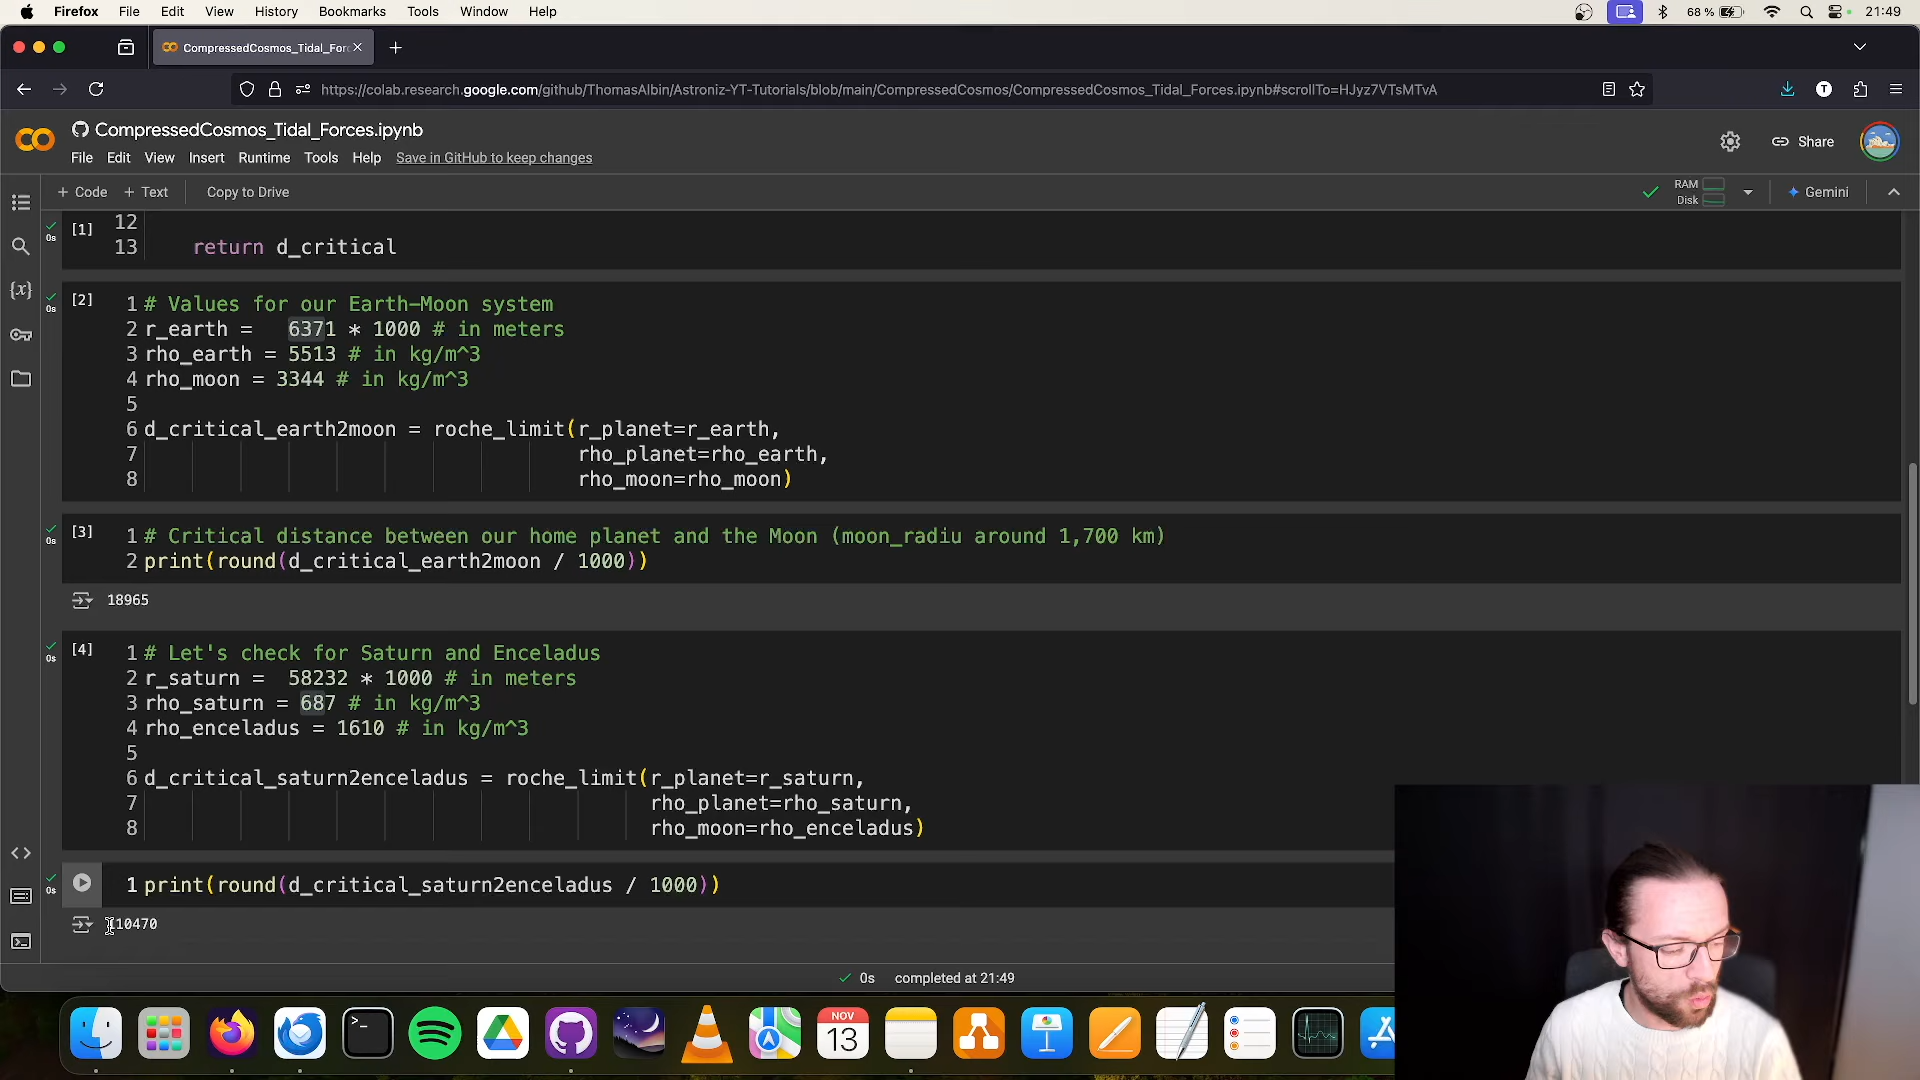 Firefox File Edit View History Bookmarks Tools Window Help 68 % 21:49
CompressedCosmos_Tidal_For
https://colab.research.google.com/github/ThomasAlbin/Astroniz-YT-Tutorials/blob/main/CompressedCosmos/CompressedCosmos_Tidal_Forces.ipynb#scrollTo=HJyz7VTsMTvA
CompressedCosmos_Tidal_Forces.ipynb
Share
File Edit View Insert Runtime Tools Help Save in GitHub to keep changes
+ Code + Text Copy to Drive RAM Disk Gemini
[1] 12
13 return d_critical
0s
[2] 1 # Values for our Earth-Moon system
0s
2 r_earth = 6371 * 1000 # in meters
3 rho_earth = 5513 # in kg/m^3
4 rho_moon = 3344 # in kg/m^3
5
6 d_critical_earth2moon = roche_limit(r_planet=r_earth,
7 rho_planet=rho_earth,
8 rho_moon=rho_moon)
[3] 1 # Critical distance between our home planet and the Moon (moon_radiu around 1,700 km)
0s
2 print(round(d_critical_earth2moon / 1000))
18965
[4] 1 # Let's check for Saturn and Enceladus
0s
2 r_saturn = 58232 * 1000 # in meters
3 rho_saturn = 687 # in kg/m^3
4 rho_enceladus = 1610 # in kg/m^3
5
6 d_critical_saturn2enceladus = roche_limit(r_planet=r_saturn,
7 rho_planet=rho_saturn,
8 rho_moon=rho_enceladus)
0s
1 print(round(d_critical_saturn2enceladus / 1000))
110470
0s completed at 21:49
NOV
13